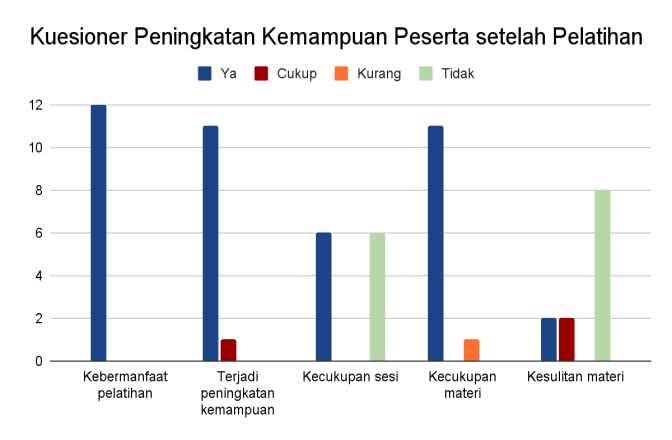 Kuesioner Peningkatan Kemampuan Peserta setelah Pelatihan
Ya Cukup Kurang Tidak
12
10
8
6
4
2
0
Kebermanfaat
pelatihan
Terjadi
peningkatan
kemampuan
Kecukupan sesi
Kecukupan
materi
Kesulitan materi